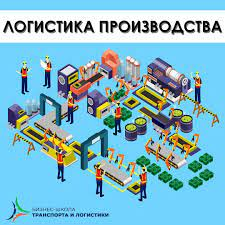 ЛОГИСТИКА ПРОИЗВОДСТВА
БИЗНЕС-ШКОЛА
ТРАНСПОРТА И ЛОГИСТИКИ